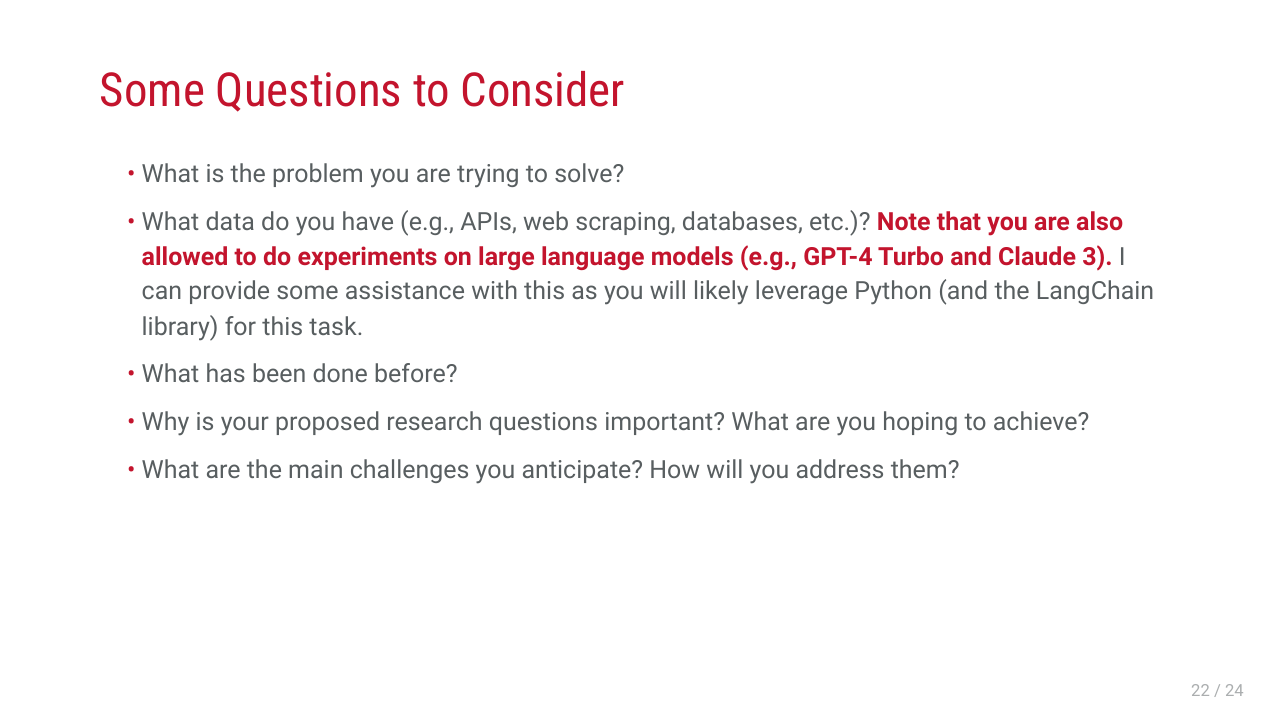 Some Questions to Consider
• What is the problem you are trying to solve?
• What data do you have (e.g., APIs, web scraping, databases, etc.)? Note that you are also
allowed to do experiments on large language models (e.g., GPT-4 Turbo and Claude 3). I
can provide some assistance with this as you will likely leverage Python (and the LangChain
library) for this task.
• What has been done before?
• Why is your proposed research questions important? What are you hoping to achieve?
• What are the main challenges you anticipate? How will you address them?
22 / 24